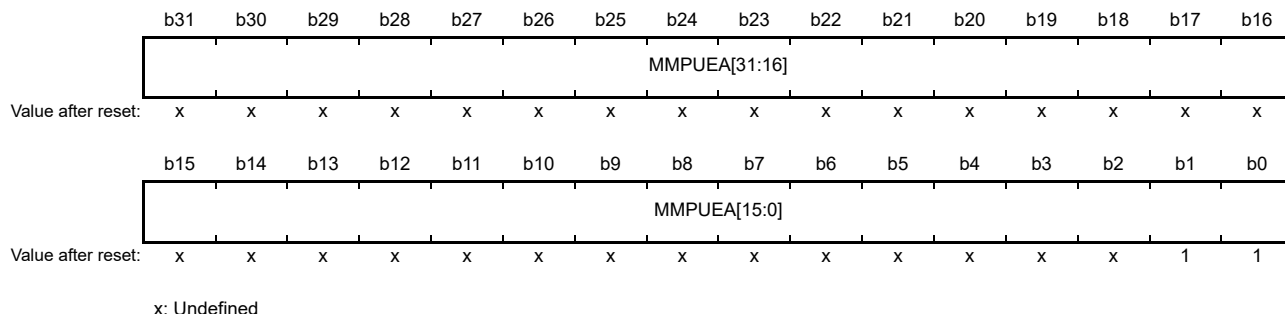 b31 b30 b29 b28 b27 b26 b25 b24 b23 b22 b21 b20 b19 b18 b17 b16
MMPUEA[31:16]
Value after reset: x x x x x x x x x x x x x x x x
b15 b14 b13 b12 b11 b10 b9 b8 b7 b6 b5 b4 b3 b2 b1 b0
MMPUEA[15:0]
Value after reset: x x x x x x x x x x x x x x 1 1
x: Undefined